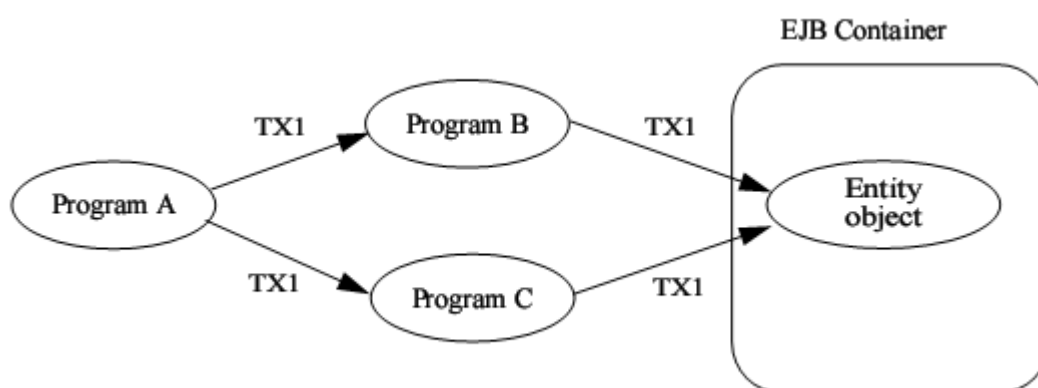 EJB Container
TX1
Program B
TX1
Program A
Entity
object
TX1
Program C
TX1